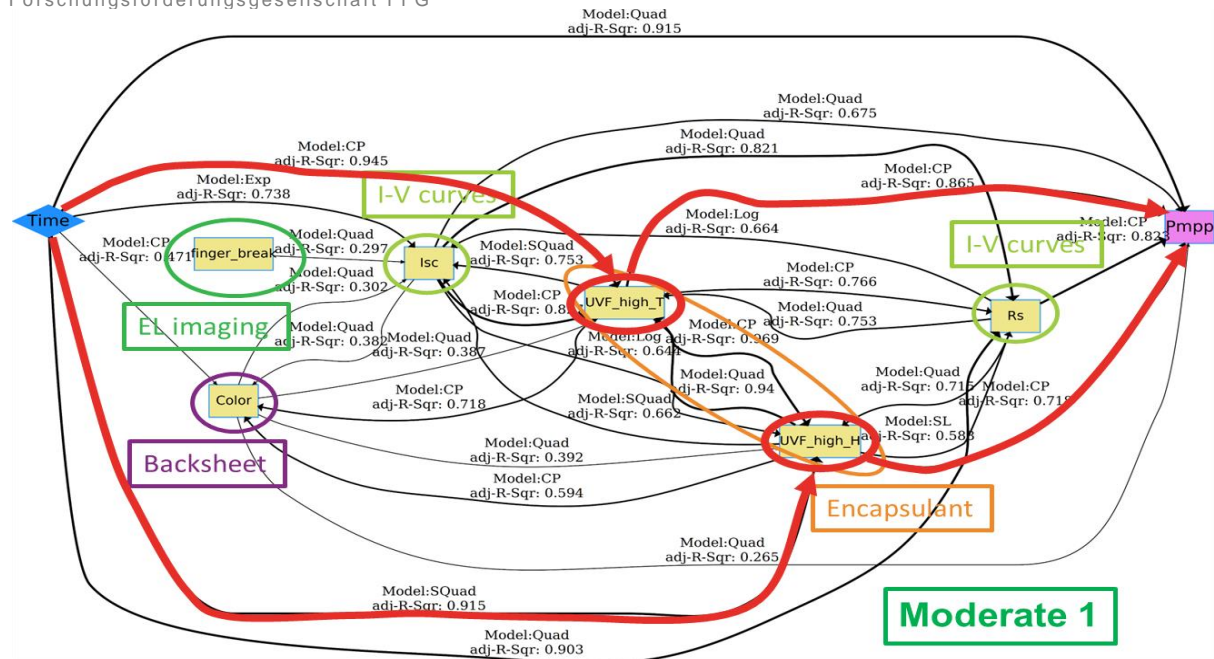 Forschungsförderungsgesellschaft FFG
Model:Quad
adj-R-Sqr: 0.915
Model:Quad
adj-R-Sqr: 0.675
Model:Quad
adj-R-Sqr: 0.821
Model:CP
adj-R-Sqr: 0.945
Model:Exp
adj-R-Sqr: 0.738
I-V curves
Model:CP
adj-R-Sqr: 0.865
Time
Model:Log
adj-R-Sqr: 0.664
Model:CP
adj-R-Sqr: 0.823
Pmpp
Model:CP
finger_break
Model:Quad
adj-R-Sqr: 0.297
Isc
Model:SQuad
adj-R-Sqr: 0.753
I-V curves
Model:Quad
adj-R-Sqr: 0.302
Model:CP
UVF_high_T
Model:CP
adj-R-Sqr: 0.766
Rs
EL imaging
Model:Quad
adj-R-Sqr: 0.382
Model:Quad
adj-R-Sqr: 0.387
Model:Log
adj-R-Sqr: 0.644
Model:CP
Model:Quad
adj-R-Sqr: 0.753
Color
Model:CP
adj-R-Sqr: 0.718
Model:Quad
adj-R-Sqr: 0.94
Model:SQuad
adj-R-Sqr: 0.662
Model:Quad
Model:CP
adj-R-Sqr: 0.718
Backsheet
Model:Quad
adj-R-Sqr: 0.392
UVF_high_H
Model:SL
adj-R-Sqr: 0.583
Model:CP
adj-R-Sqr: 0.594
Encapsulant
Model:Quad
adj-R-Sqr: 0.265
Model:SQuad
adj-R-Sqr: 0.915
Moderate 1
Model:Quad
adj-R-Sqr: 0.903